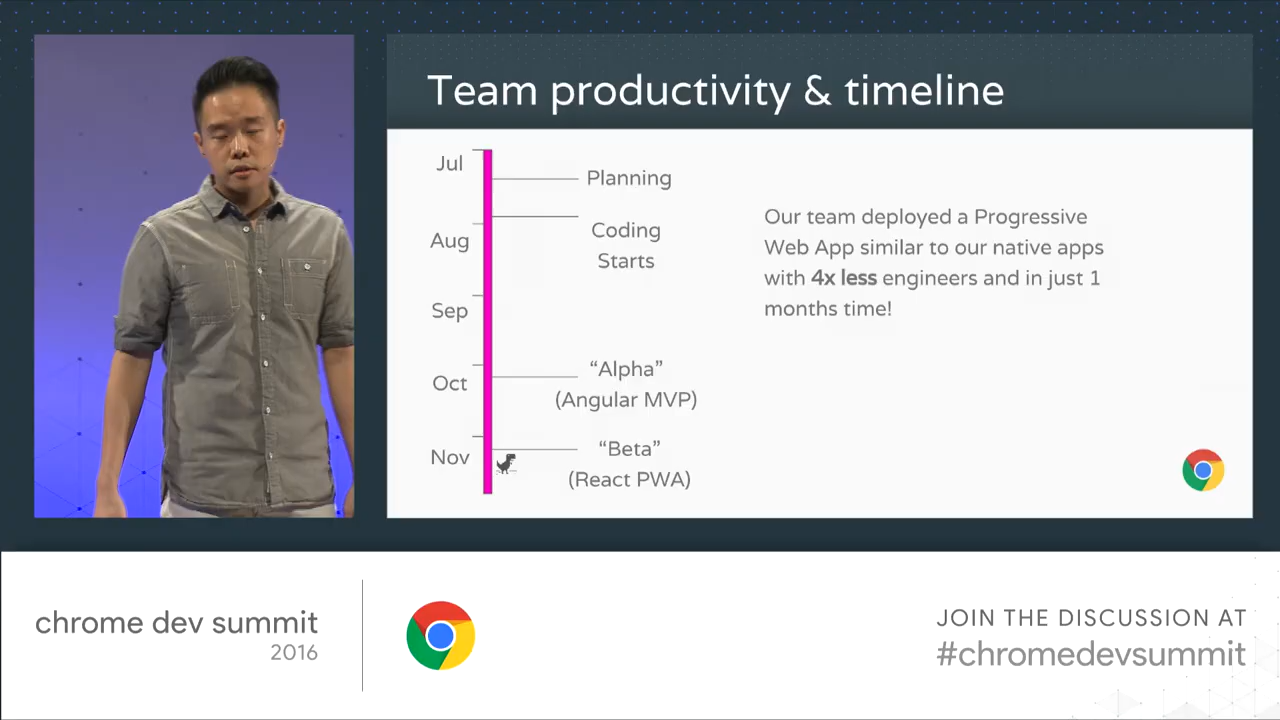 Team productivity & timeline
Jul
Planning
Aug
Coding
Starts
Sep
Oct
“Alpha”
(Angular MVP)
Nov
“Beta”
(React PWA)
Our team deployed a Progressive
Web App similar to our native apps
with 4x less engineers and in just 1
months time!
chrome dev summit
2016
JOIN THE DISCUSSION AT
#chromedevsummit